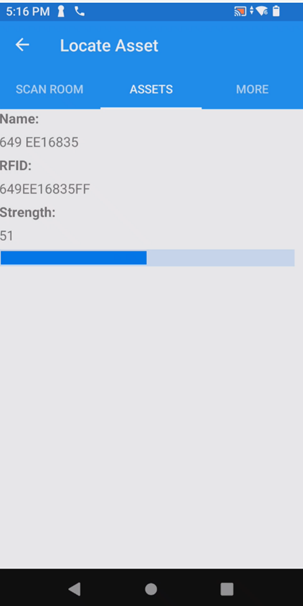 5:16 PM
Locate Asset
SCAN ROOM ASSETS MORE
Name:
649 EE16835
RFID:
649EE16835FF
Strength:
51